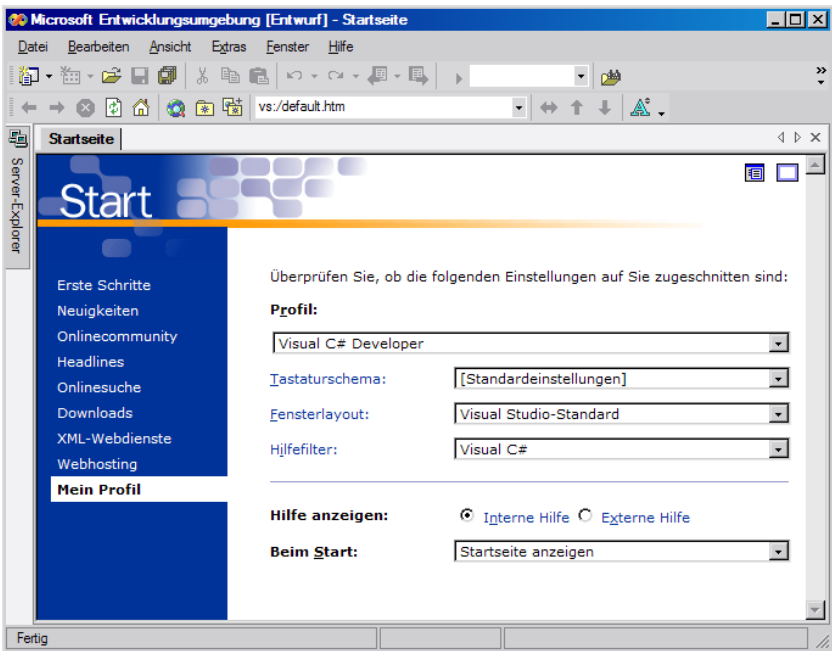 Microsoft Entwicklungsumgebung [Entwurf] - Startseite
Datei Bearbeiten Ansicht Extras Fenster Hilfe
vs:/default.htm
Server-Explorer
Startseite
Start
Erste Schritte
Neuigkeiten
Onlinecommunity
Headlines
Onlinesuche
Downloads
XML-Webdienste
Webhosting
Mein Profil
Überprüfen Sie, ob die folgenden Einstellungen auf Sie zugeschnitten sind:
Profil:
Visual C# Developer
Tastaturschema: [Standardeinstellungen]
Fensterlayout: Visual Studio-Standard
Hilfefilter: Visual C#
Hilfe anzeigen: Interne Hilfe Externe Hilfe
Beim Start: Startseite anzeigen
Fertig